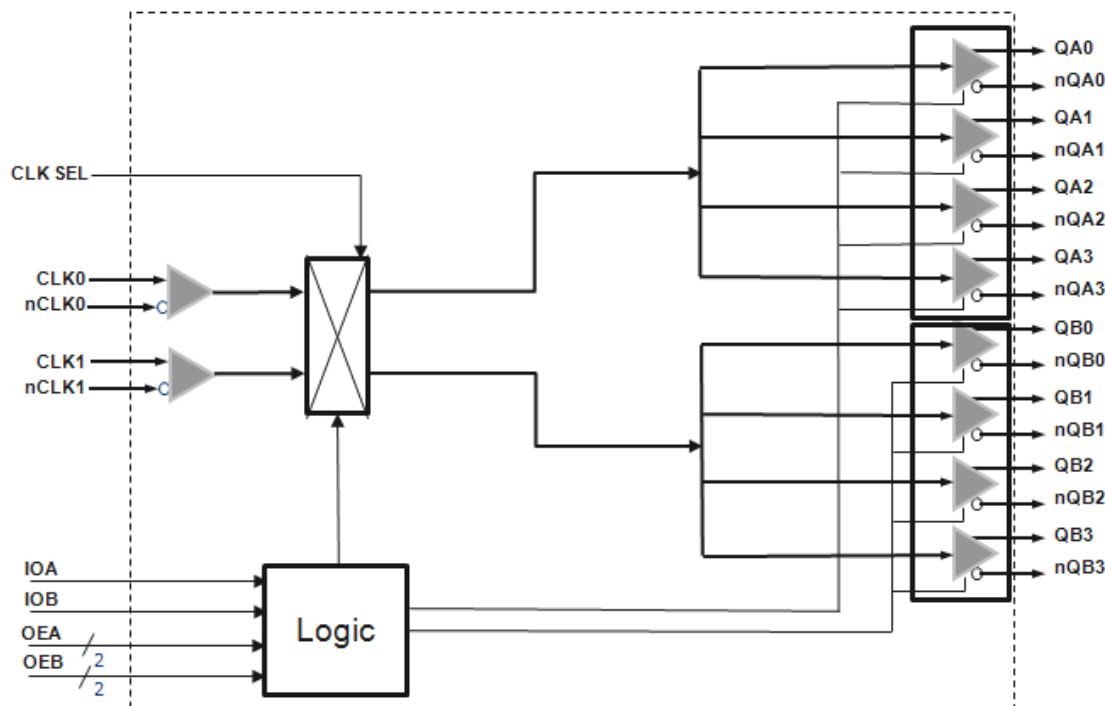 QA0
nQA0
QA1
nQA1
CLK SEL
QA2
nQA2
QA3
CLK0
nQA3
nCLK0
QB0
CLK1
nQB0
nCLK1
QB1
nQB1
QB2
nQB2
QB3
IOA
nQB3
IOB
Logic
OEA
2
OEB
2